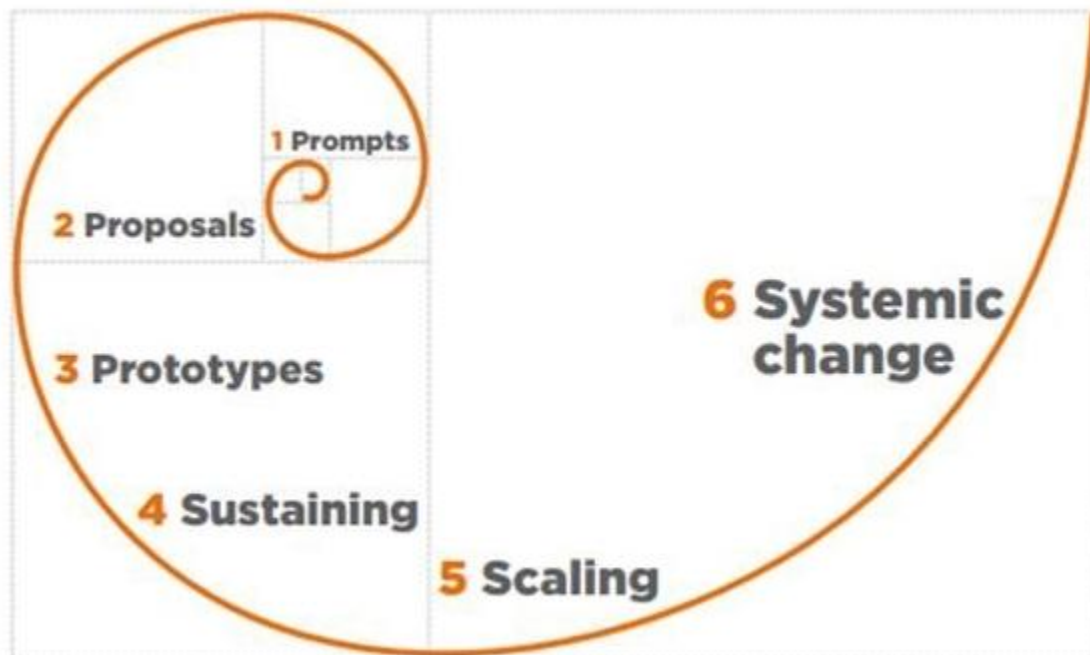 1 Prompts
2 Proposals
3 Prototypes
4 Sustaining
5 Scaling
6 Systemic
change